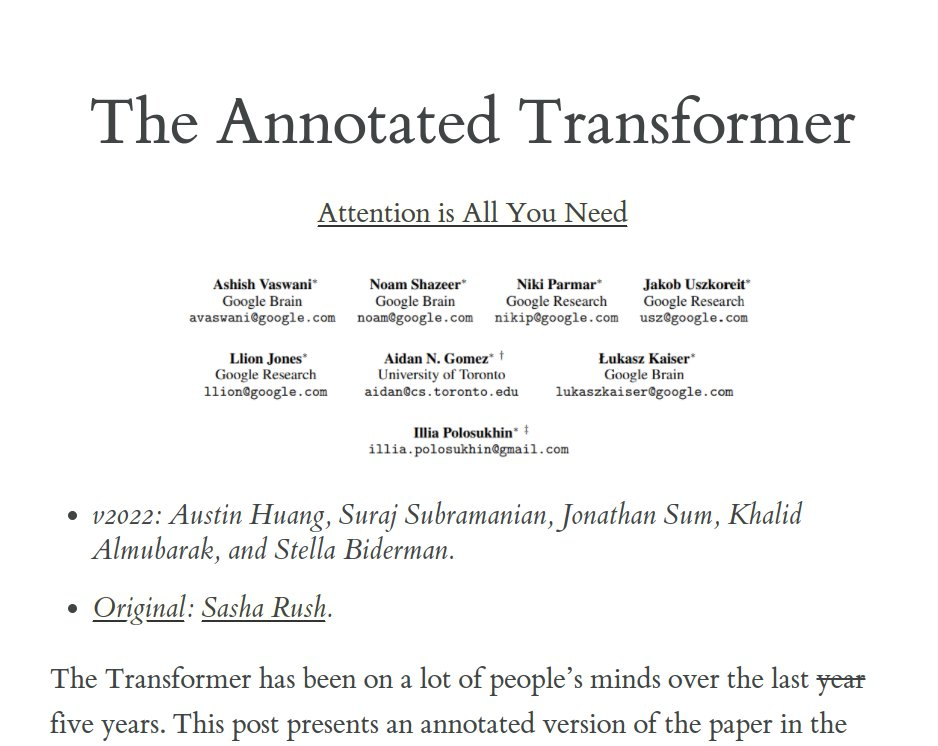 The Annotated Transformer
Attention is All You Need
Ashish Vaswani* Noam Shazeer* Niki Parmar* Jakob Uszkoreit*
Google Brain Google Brain Google Research Google Research
avaswani@google.com noam@google.com nikip@google.com usz@google.com
Llion Jones* Aidan N. Gomez* † Łukasz Kaiser*
Google Research University of Toronto Google Brain
llion@google.com aidan@cs.toronto.edu lukaszkaiser@google.com
Illia Polosukhin* ‡
illia.polosukhin@gmail.com
• v2022: Austin Huang, Suraj Subramanian, Jonathan Sum, Khalid
Almubarak, and Stella Biderman.
• Original: Sasha Rush.
The Transformer has been on a lot of people’s minds over the last year
five years. This post presents an annotated version of the paper in the